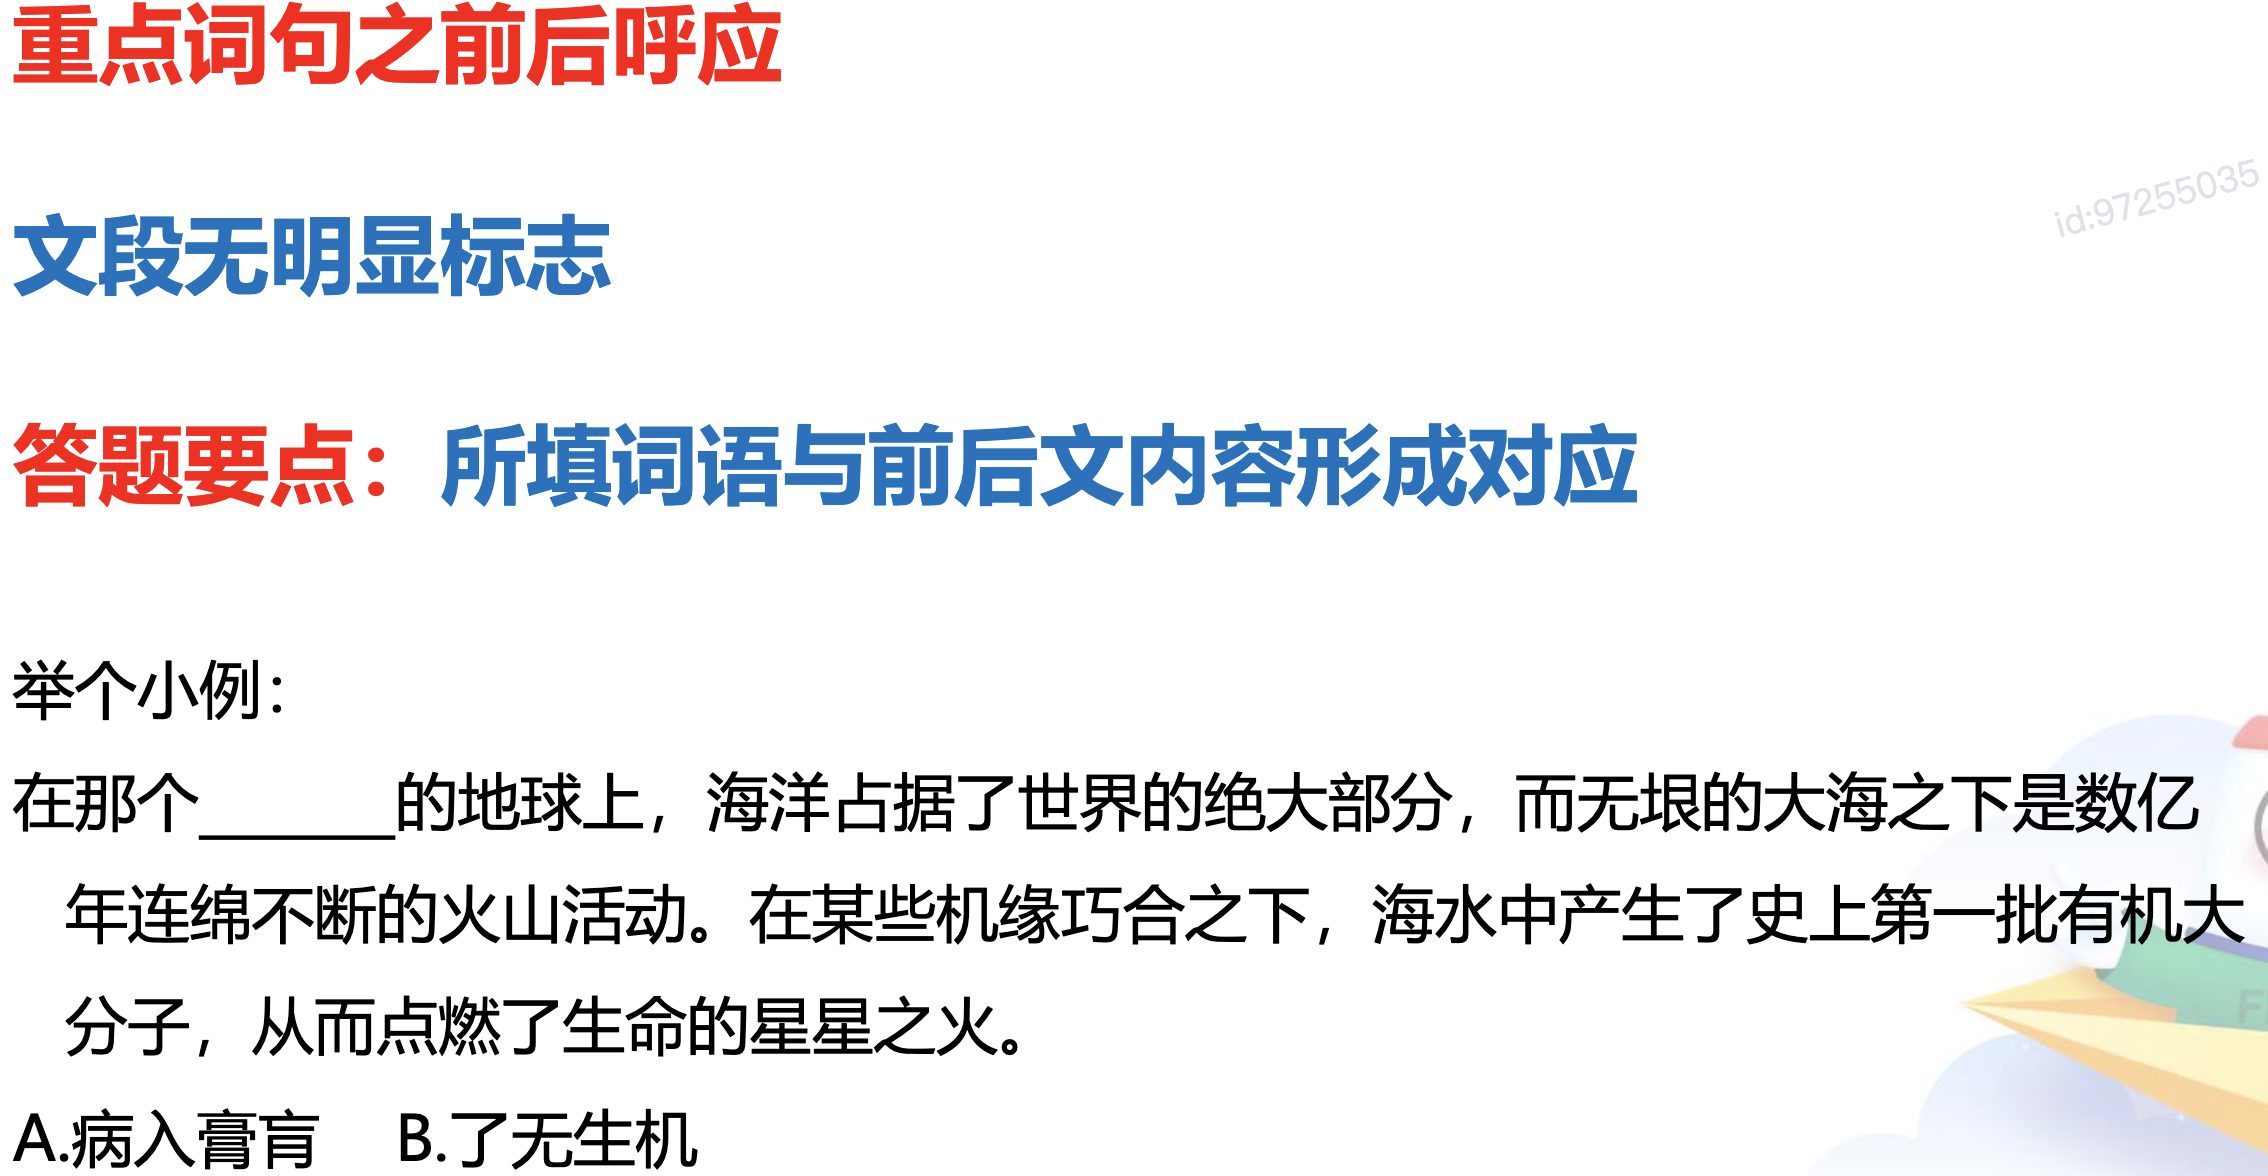 重点词句之前后呼应
id:97255035
文段无明显标志
答题要点：所填词语与前后文内容形成对应
举个小例：
在那个______的地球上，海洋占据了世界的绝大部分，而无垠的大海之下是数亿
年连绵不断的火山活动。在某些机缘巧合之下，海水中产生了史上第一批有机大
分子，从而点燃了生命的星星之火。
A.病入膏肓 B.了无生机
F